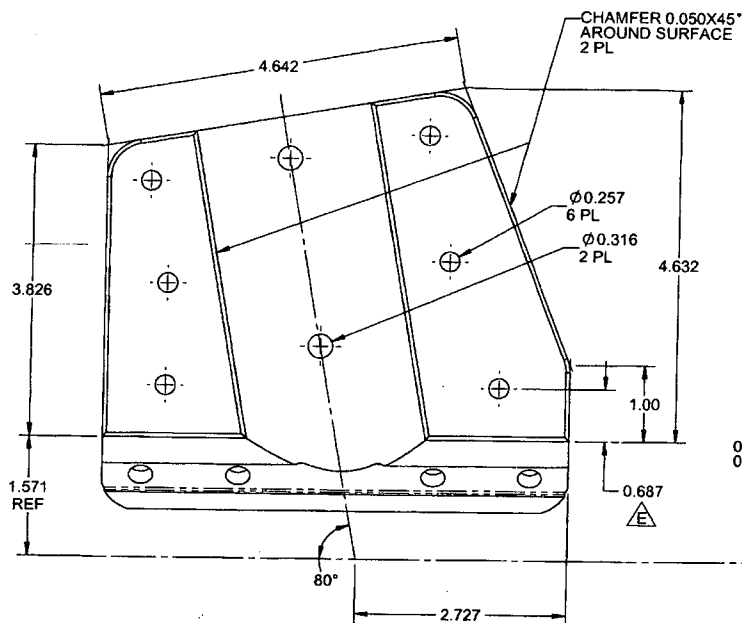 CHAMFER 0.050X45°
AROUND SURFACE
2 PL
4.642
Ø0.257
6 PL
Ø0.316
2 PL
3.826
4.632
1.00
0
0
1.571
REF
0.687
E
80°
2.727